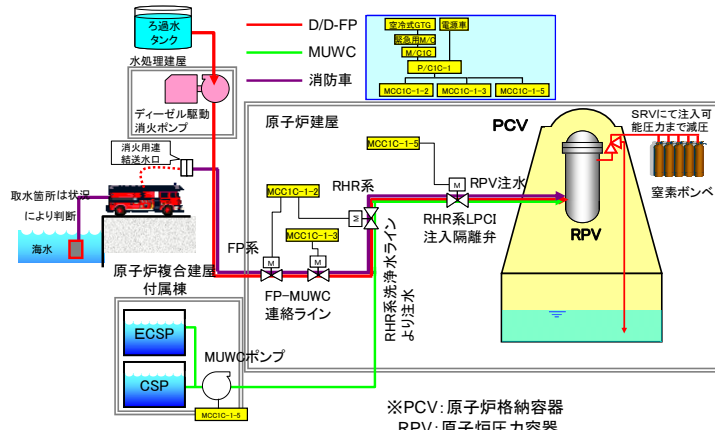 ろ過水
タンク
水処理建屋
ディーゼル駆動
消火ポンプ
D/D-FP
MUWC
消防車
空冷式GTG
電源車
緊急用M/C
M/C1C
P/C1C-1
MCC1C-1-2
MCC1C-1-3
MCC1C-1-5
消火用連
結送水口
取水箇所は状況
により判断
海水
原子炉建屋
MCC1C-1-5
MCC1C-1-2
MCC1C-1-3
RHR系
M
M
M
M
RPV注水
RHR系LPCI
注入隔離弁
FP系
FP-MUWC
連絡ライン
RHR系洗浄水ライン
より注水
PCV
RPV
SRVにて注入可
能圧力まで減圧
窒素ボンベ
原子炉複合建屋
付属棟
ECSP
CSP
MUWCポンプ
MCC1C-1-5
※PCV:原子炉格納容器
RPV:原子炉圧力容器